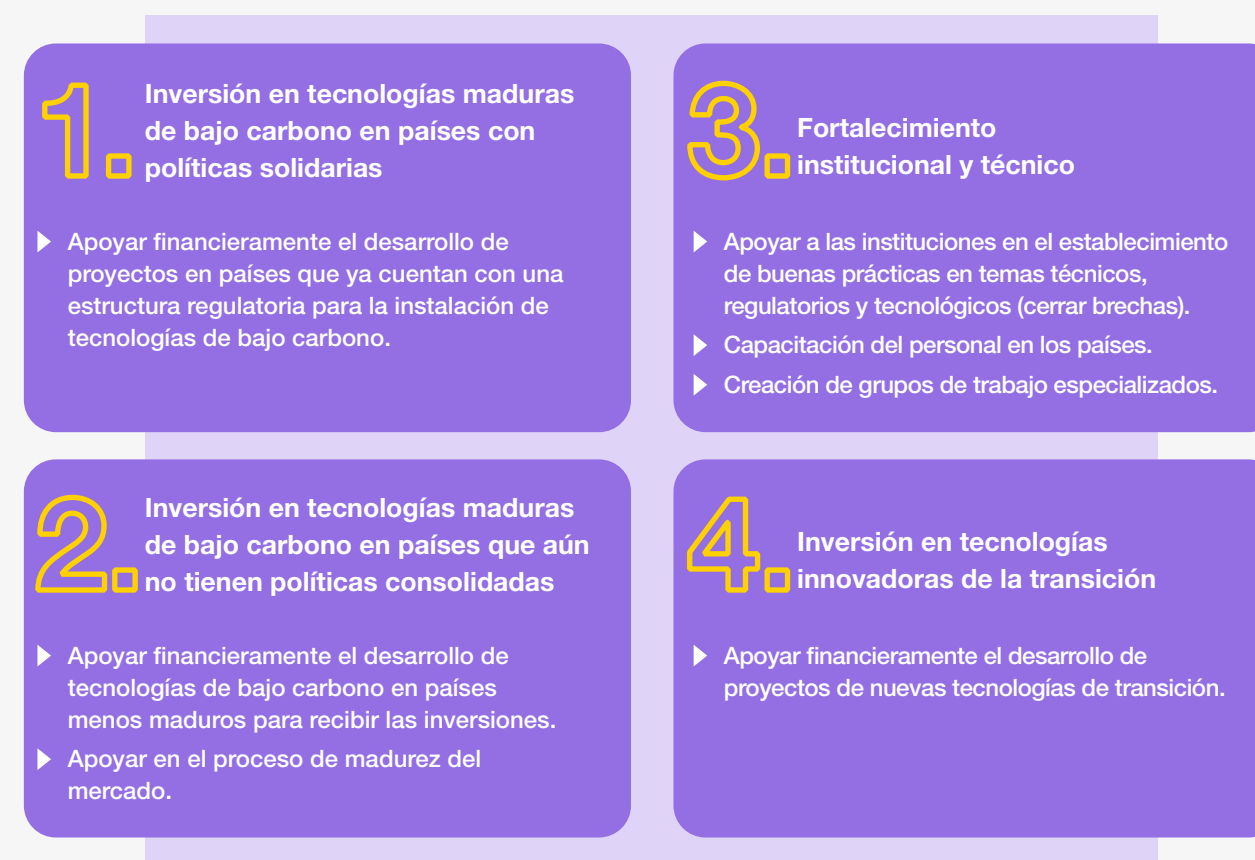 1.
Inversión en tecnologías maduras
de bajo carbono en países con
políticas solidarias
Apoyar financieramente el desarrollo de
proyectos en países que ya cuentan con una
estructura regulatoria para la instalación de
tecnologías de bajo carbono.
2.
Inversión en tecnologías maduras
de bajo carbono en países que aún
no tienen políticas consolidadas
Apoyar financieramente el desarrollo de
tecnologías de bajo carbono en países
menos maduros para recibir las inversiones.
Apoyar en el proceso de madurez del
mercado.
3.
Fortalecimiento
institucional y técnico
Apoyar a las instituciones en el establecimiento
de buenas prácticas en temas técnicos,
regulatorios y tecnológicos (cerrar brechas).
Capacitación del personal en los países.
Creación de grupos de trabajo especializados.
4.
Inversión en tecnologías
innovadoras de la transición
Apoyar financieramente el desarrollo de
proyectos de nuevas tecnologías de transición.